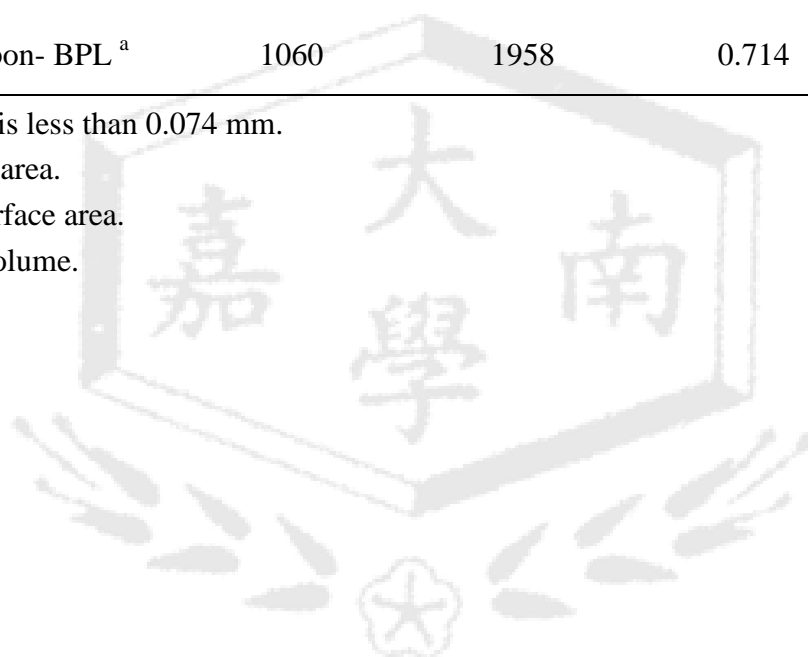 bon- BPL a 1060 1958 0.714
is less than 0.074 mm.
area.
rface area.
olume.
大
嘉 南
學